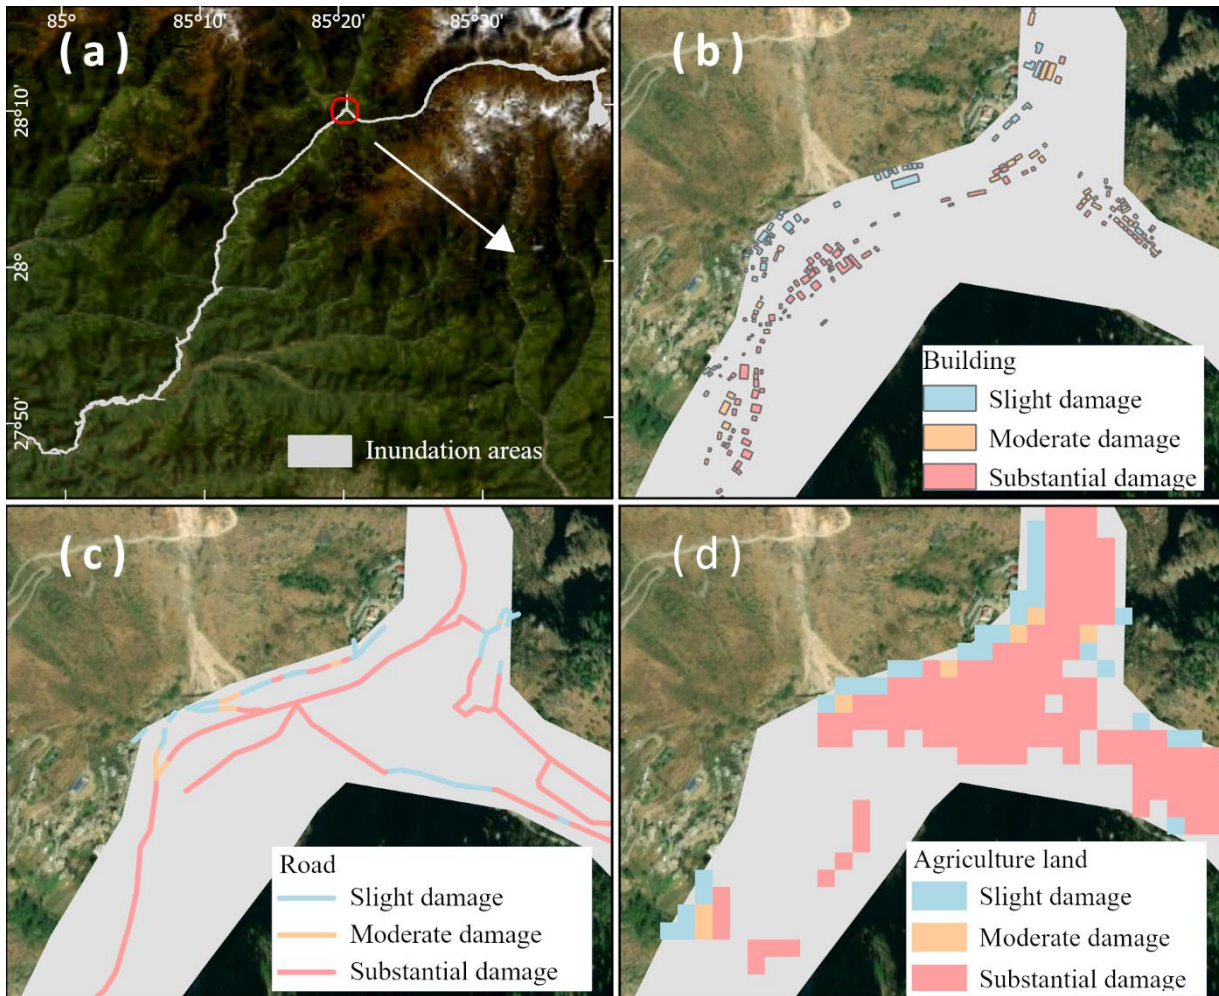 85° 85°10' 85°20' 85°30'
(a)
28°10'
28°
27°50'
Inundation areas
(b)
Building
Slight damage
Moderate damage
Substantial damage
(c)
Road
Slight damage
Moderate damage
Substantial damage
(d)
Agriculture land
Slight damage
Moderate damage
Substantial damage